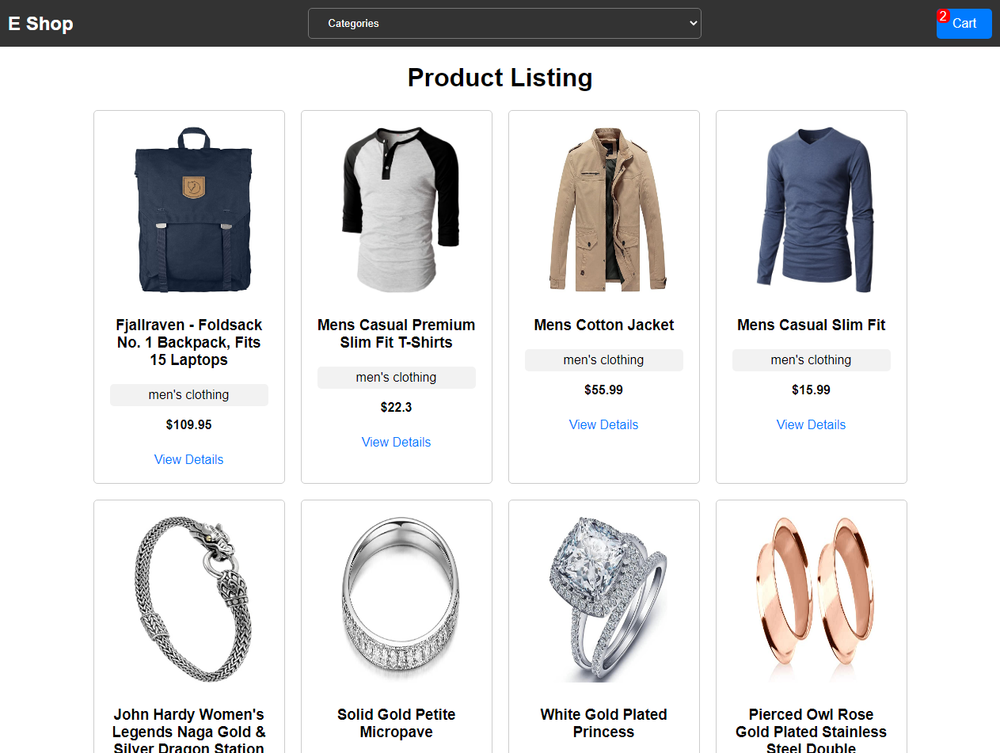 E Shop
Categories
2
Cart
Product Listing
Fjallraven - Foldsack
No. 1 Backpack, Fits
15 Laptops
men's clothing
$109.95
View Details
Mens Casual Premium
Slim Fit T-Shirts
men's clothing
$22.3
View Details
Mens Cotton Jacket
men's clothing
$55.99
View Details
Mens Casual Slim Fit
men's clothing
$15.99
View Details
John Hardy Women's
Legends Naga Gold &
Silver Dragon Station
Solid Gold Petite
Micropave
White Gold Plated
Princess
Pierced Owl Rose
Gold Plated Stainless
Steel Double